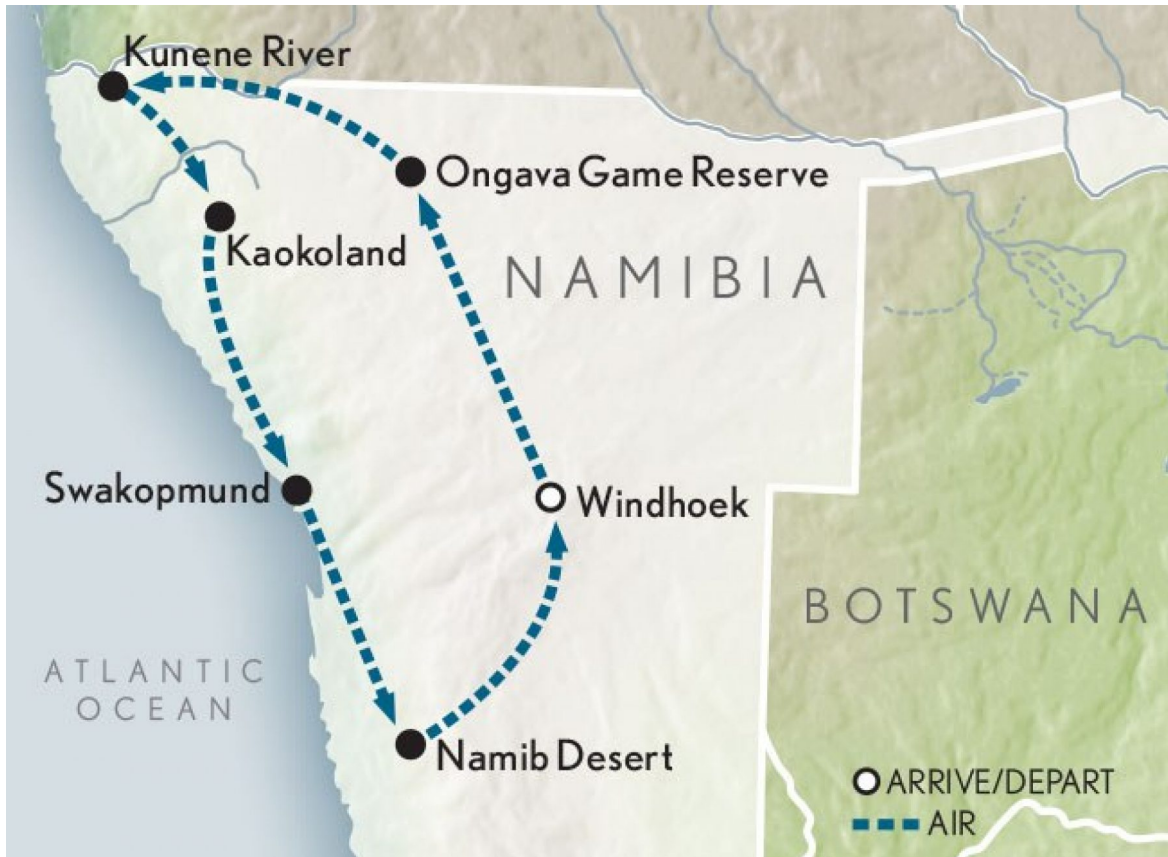 Kunene River
Ongava Game Reserve
Kaokoland
NAMIBIA
Swakopmund
Windhoek
BOTSWANA
ATLANTIC
OCEAN
Namib Desert
ARRIVE/DEPART
AIR